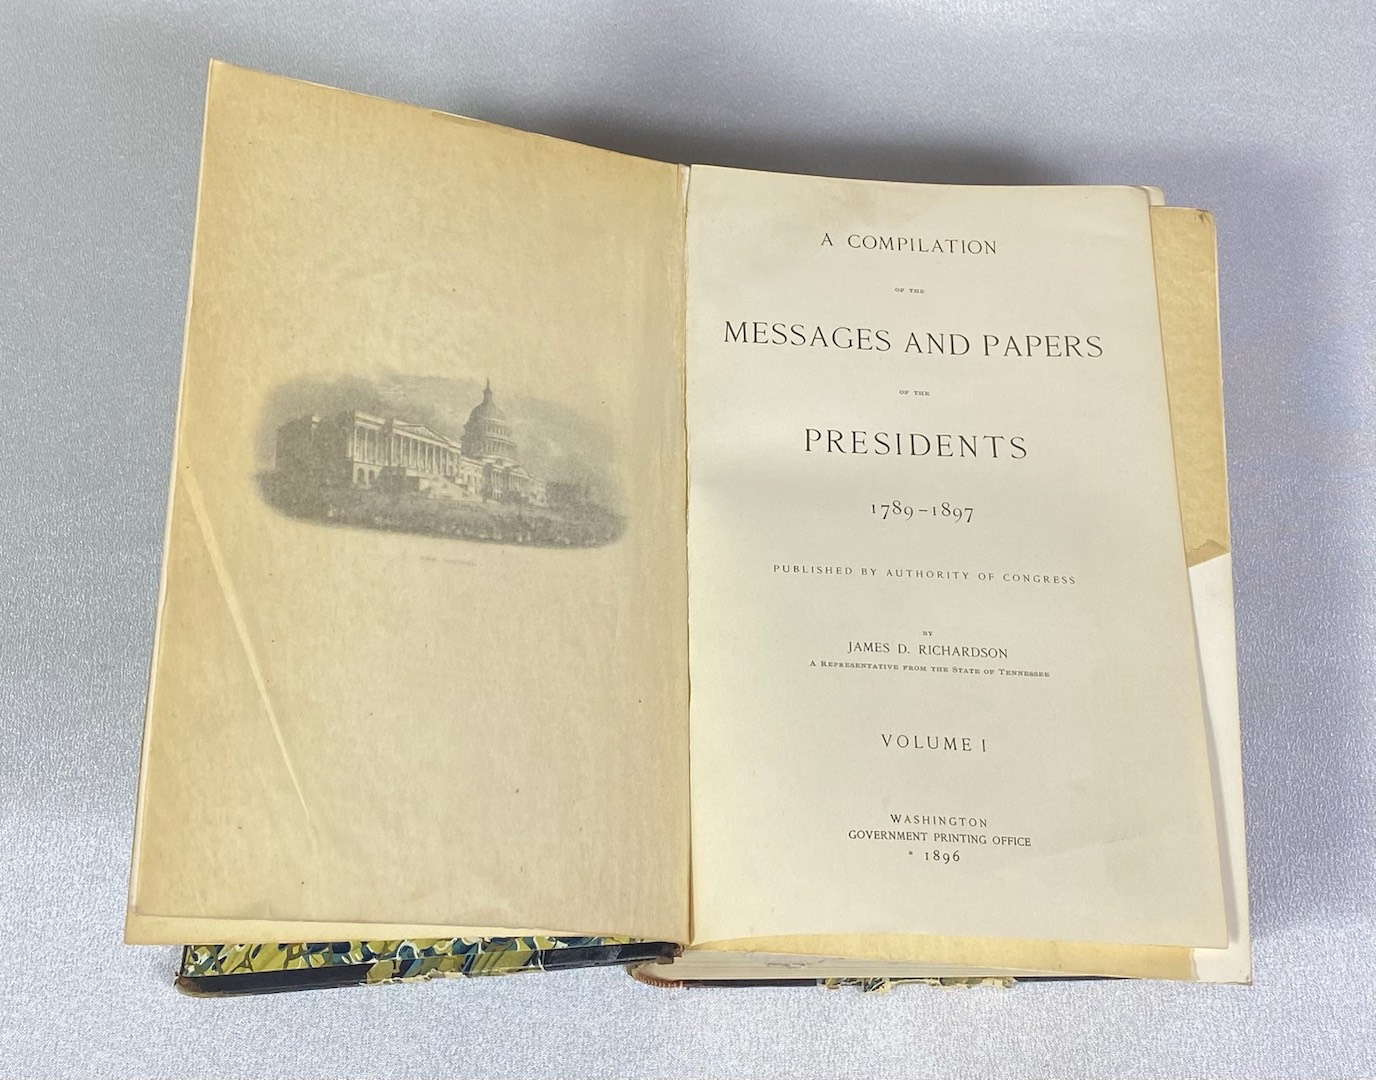 A COMPILATION
OF THE
MESSAGES AND PAPERS
OF THE
PRESIDENTS
1789–1897
PUBLISHED BY AUTHORITY OF CONGRESS
BY
JAMES D. RICHARDSON
A REPRESENTATIVE FROM THE STATE OF TENNESSEE
VOLUME I
WASHINGTON
GOVERNMENT PRINTING OFFICE
1896